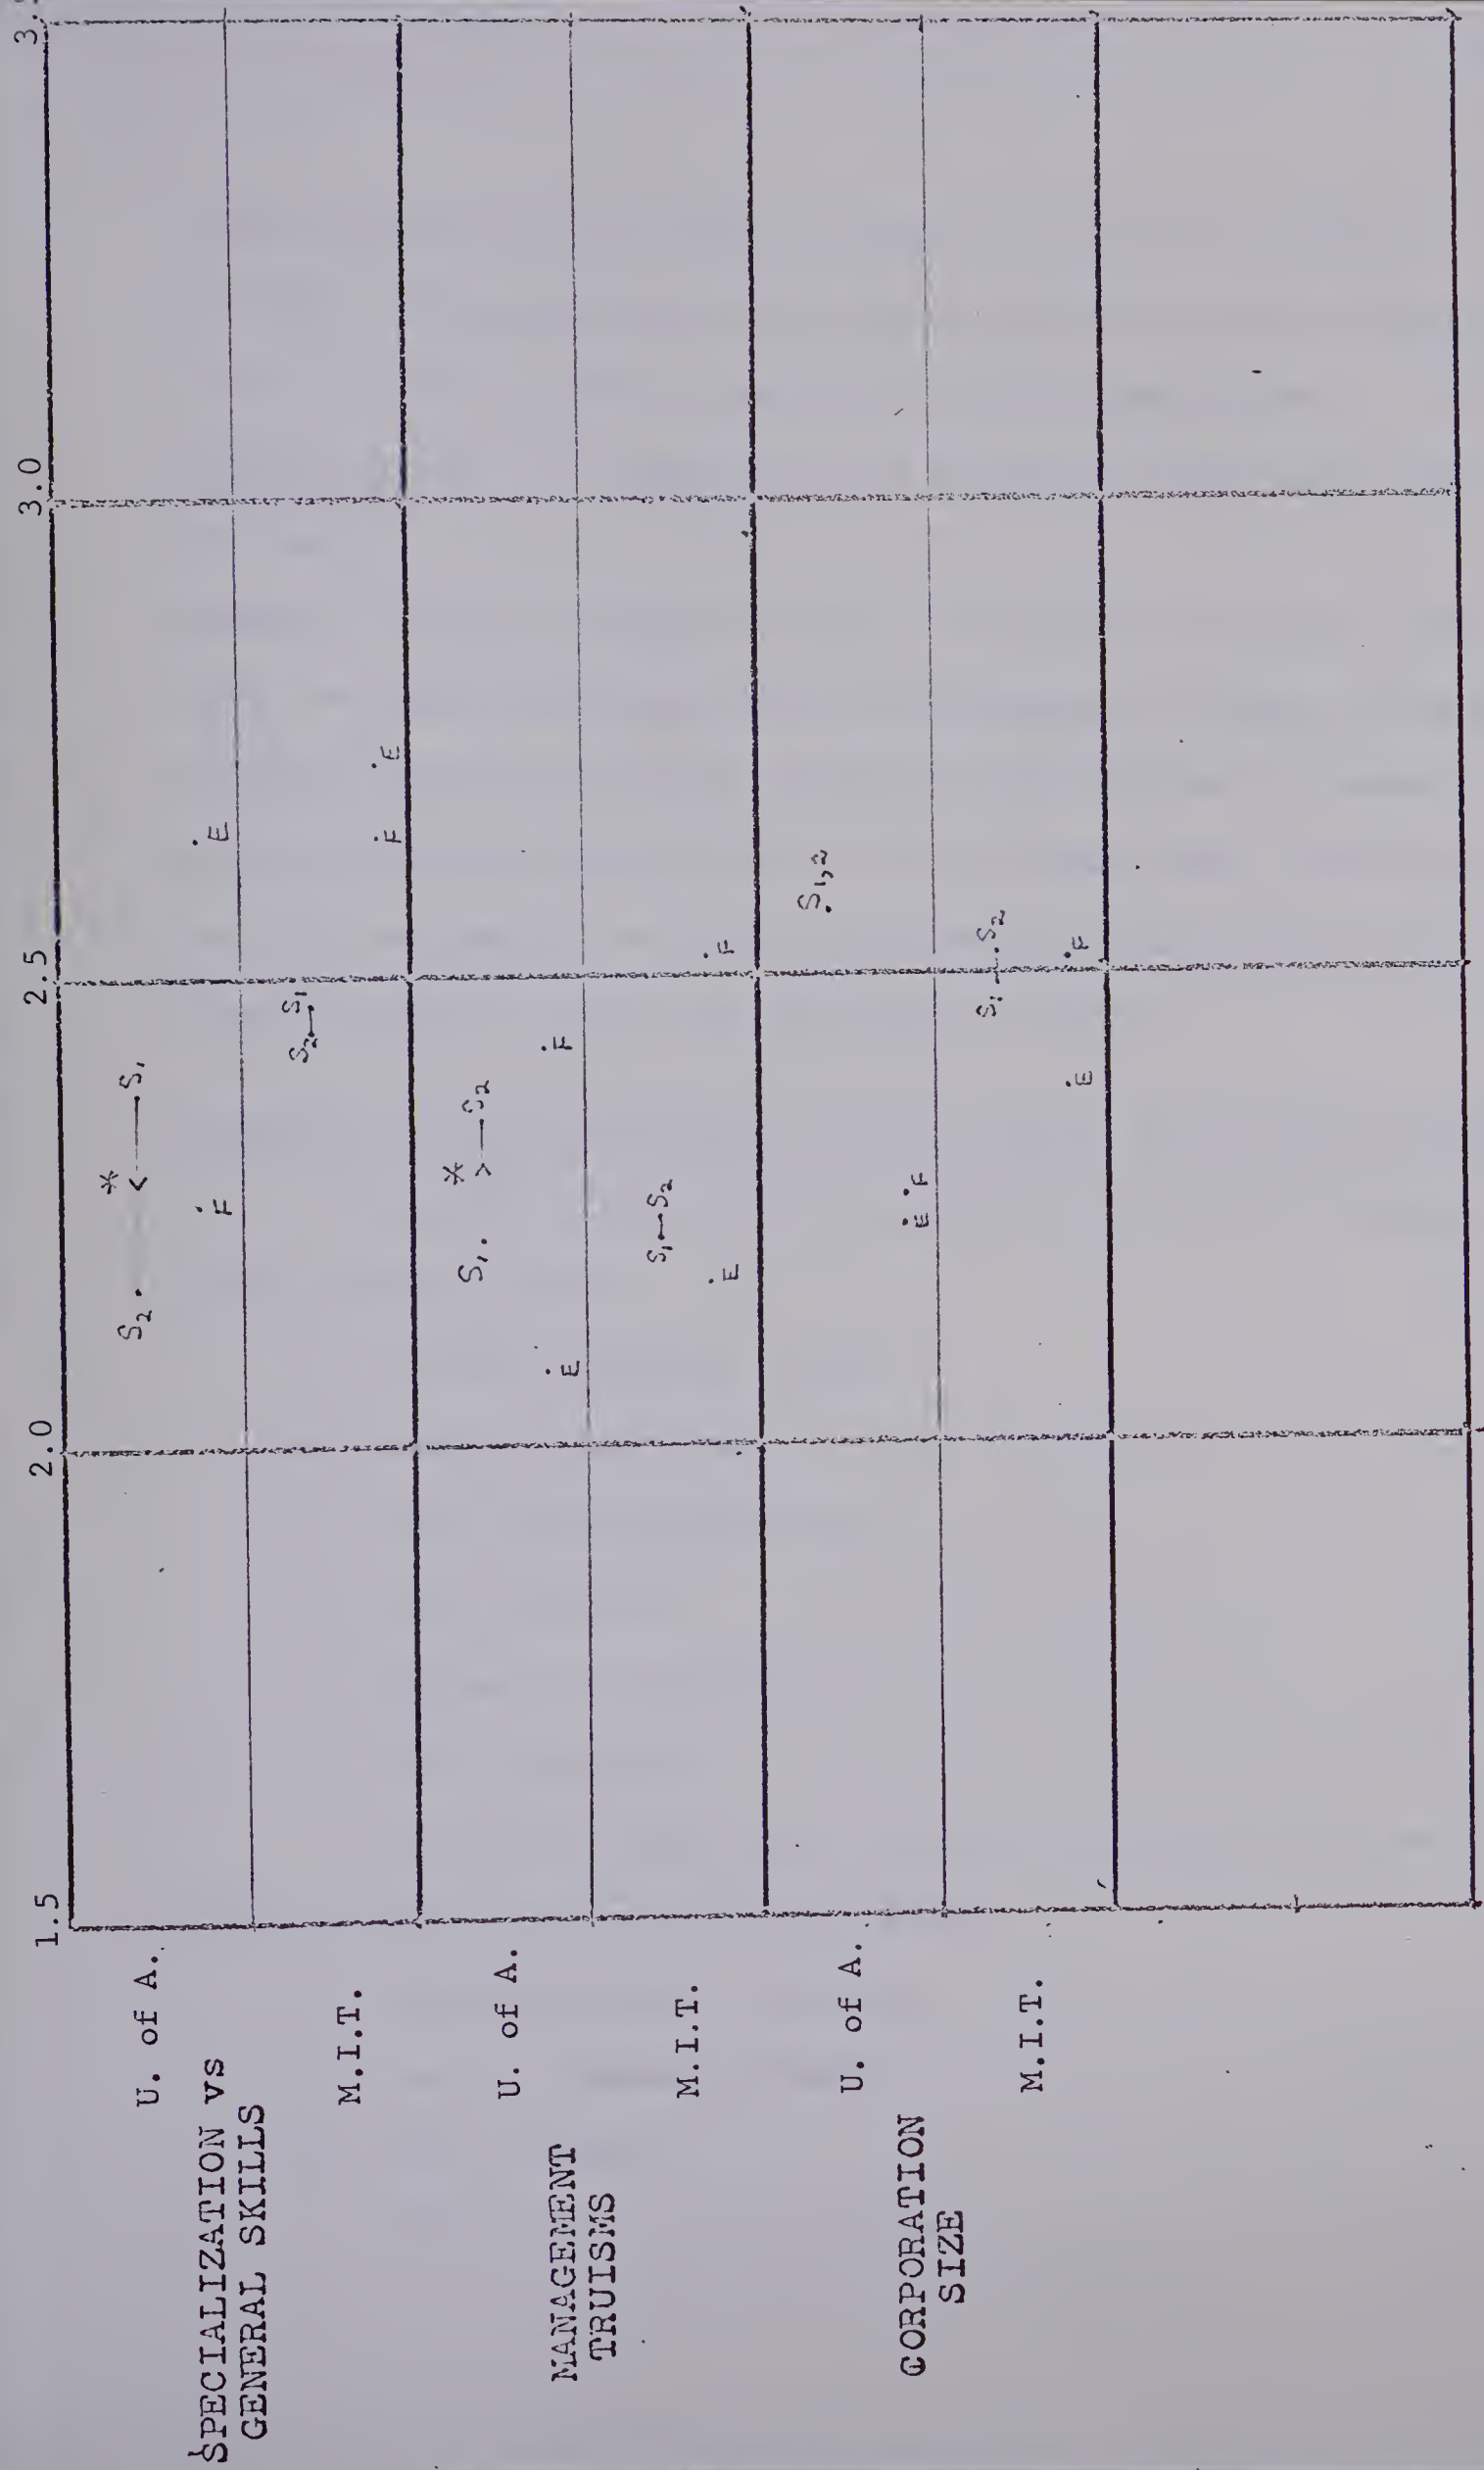 1.5 2.0 2.5 3.0 3.
SPECIALIZATION vs
GENERAL SKILLS
U. of A.
S2 . * <——S1
.F .E
M.I.T.
S2.—.S1
.F .E
MANAGEMENT
TRUISMS
U. of A.
S1 . * >——S2
.E .F
M.I.T.
S1.—S2
.E .F
CORPORATION
SIZE
U. of A.
S1,2
.E .F
M.I.T.
S1.—.S2
.E .F